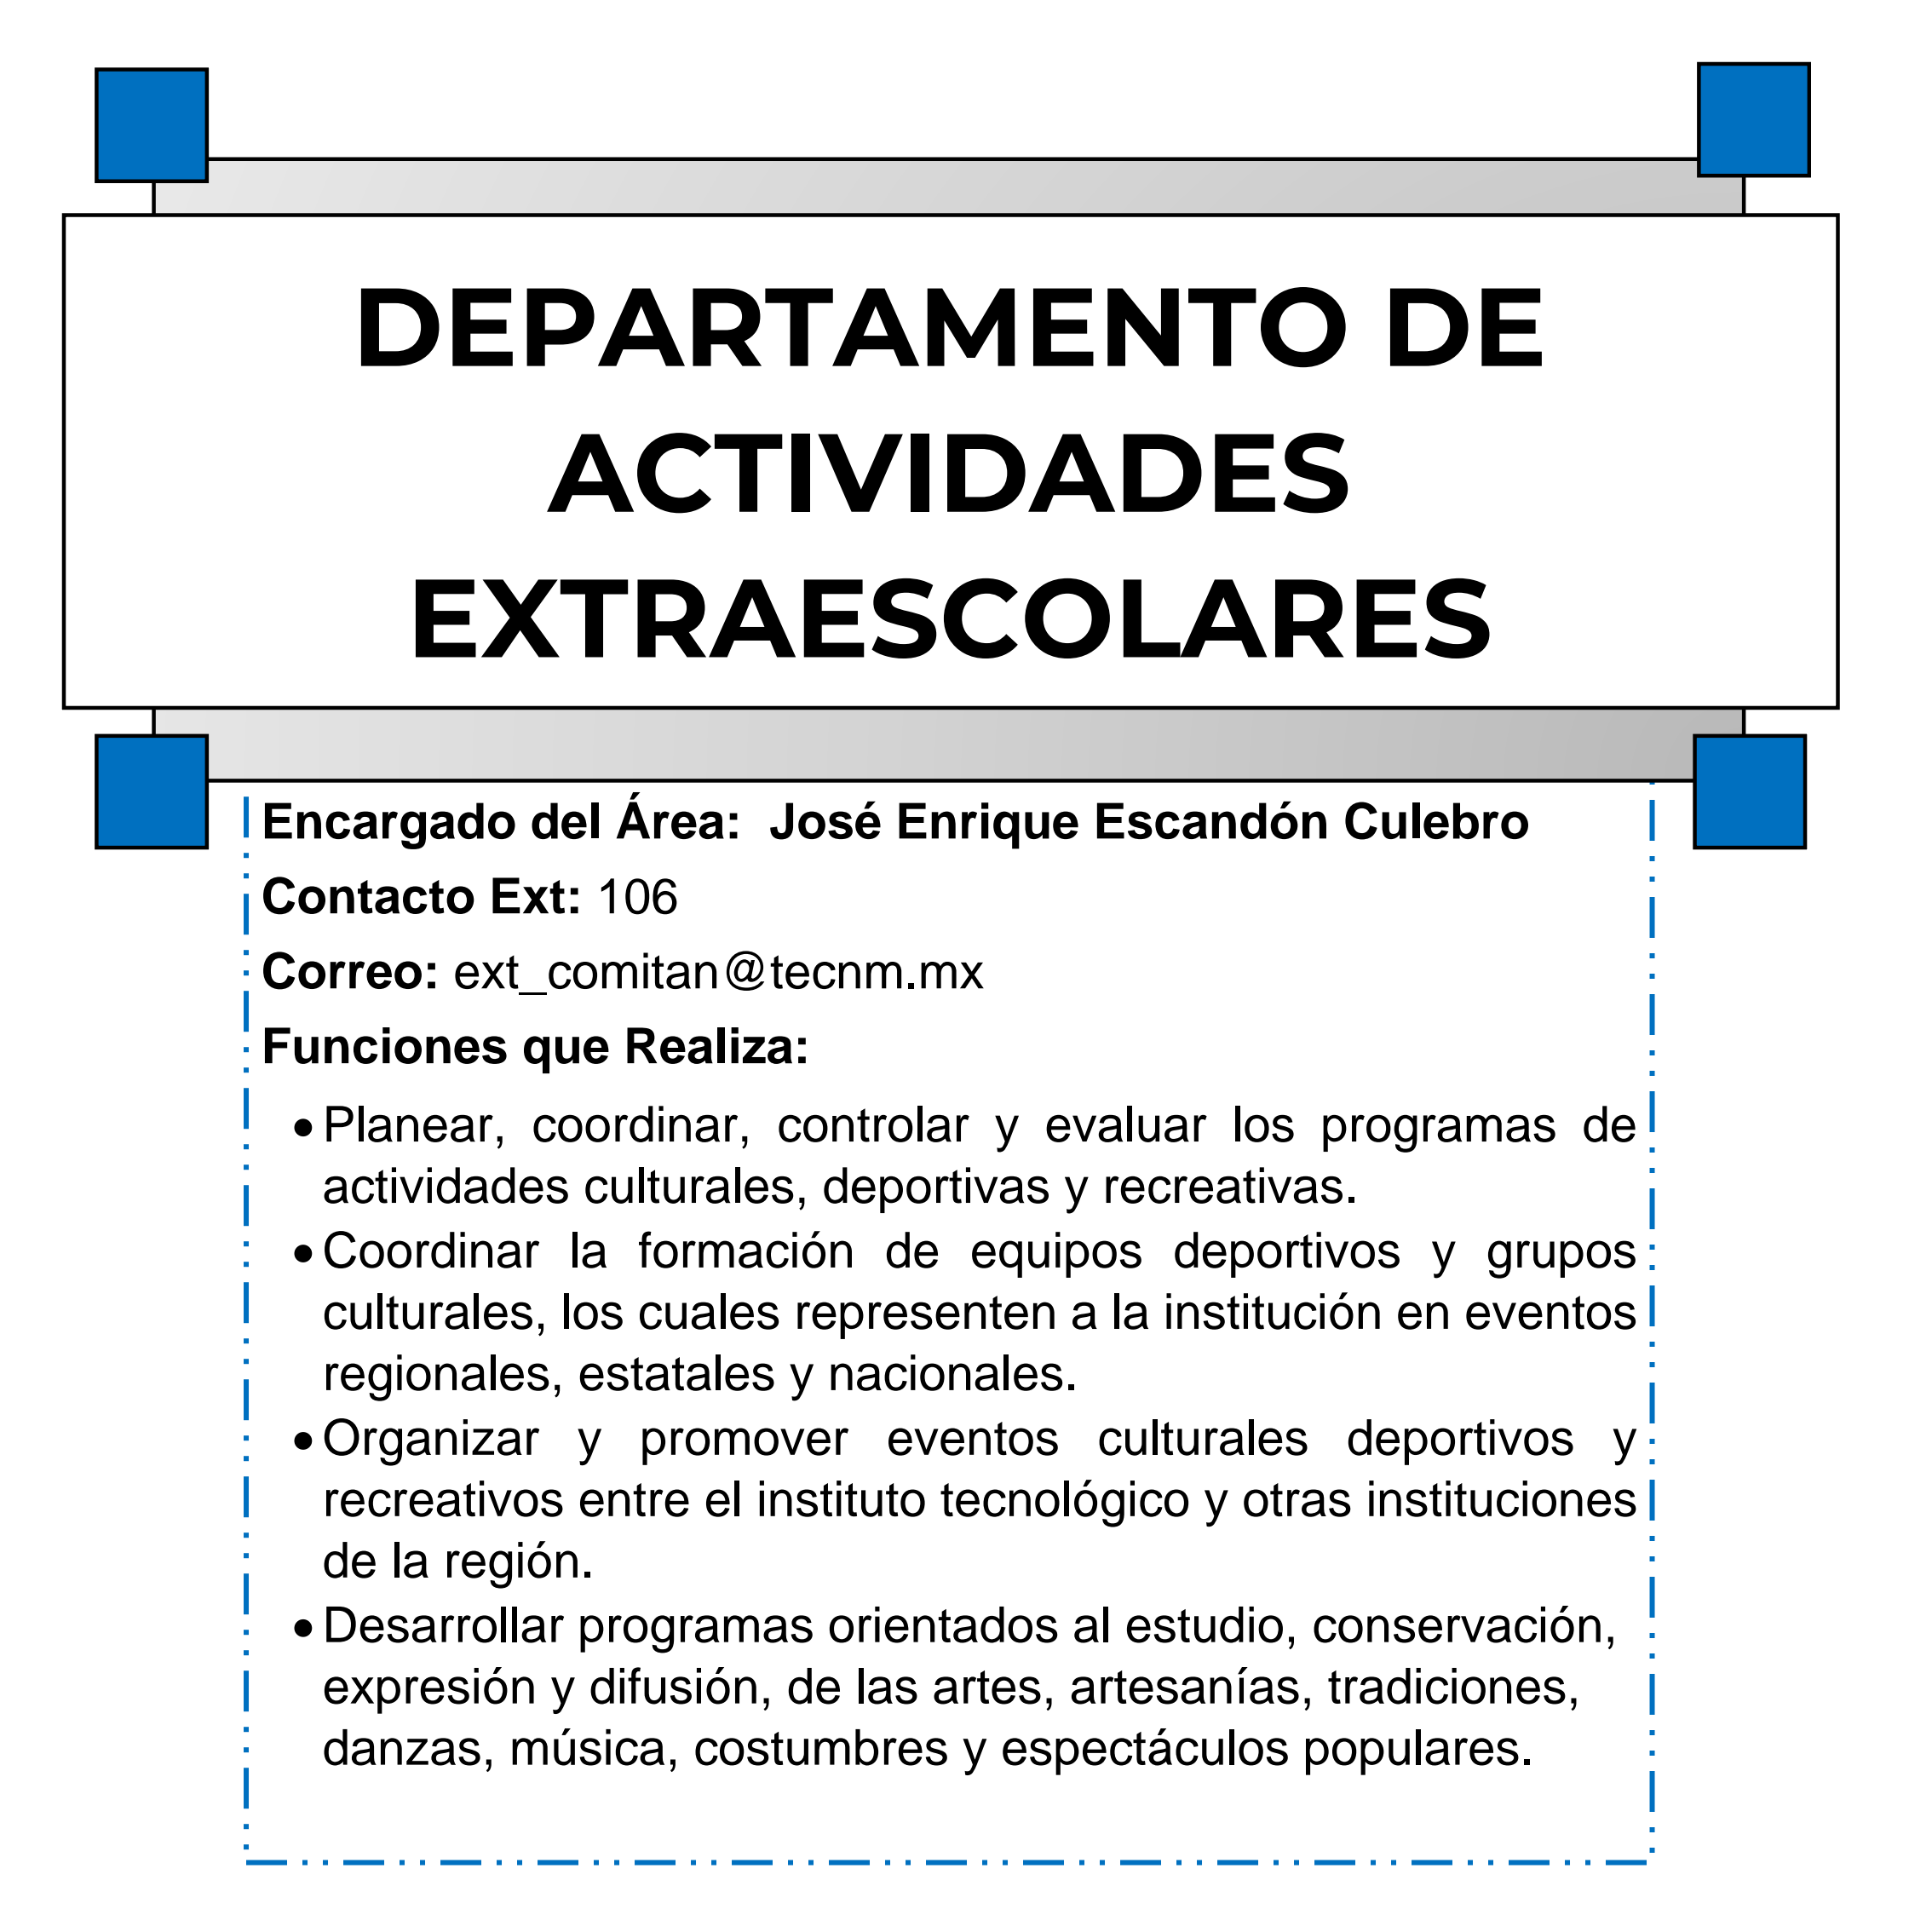 DEPARTAMENTO DE
ACTIVIDADES
EXTRAESCOLARES
Encargado del Área:  José Enrique Escandón Culebro
Contacto Ext: 106
Correo: ext_comitan@tecnm.mx
Funciones que Realiza:
• Planear, coordinar, controlar y evaluar los programas de
actividades culturales, deportivas y recreativas.
• Coordinar la formación de equipos deportivos y grupos
culturales, los cuales representen a la institución en eventos
regionales, estatales y nacionales.
• Organizar y promover eventos culturales deportivos y
recreativos entre el instituto tecnológico y otras instituciones
de la región.
• Desarrollar programas orientados al estudio, conservación,
expresión y difusión, de las artes, artesanías, tradiciones,
danzas, música, costumbres y espectáculos populares.